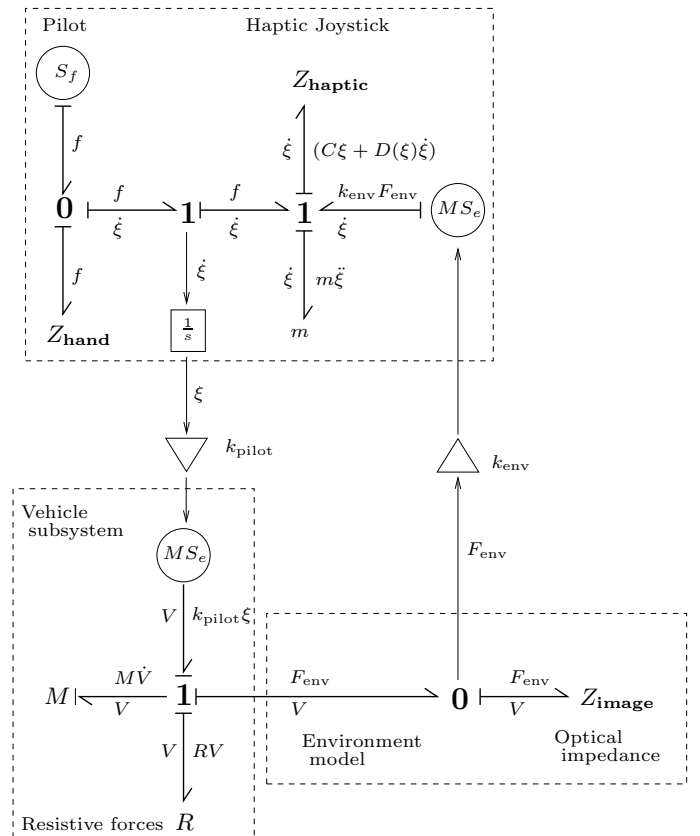 Pilot
Haptic Joystick
S_f
Z_haptic
f
ξ̇
(Cξ + D(ξ)ξ̇)
f
f
k_env F_env
0
1
1
MS_e
ξ̇
ξ̇
ξ̇
f
ξ̇
ξ̇
mξ̈
Z_hand
1/s
m
ξ
k_pilot
k_env
Vehicle
subsystem
MS_e
F_env
V
k_pilot ξ
MV̇
F_env
F_env
M
1
0
Z_image
V
V
V
V
RV
Environment
model
Optical
impedance
Resistive forces
R